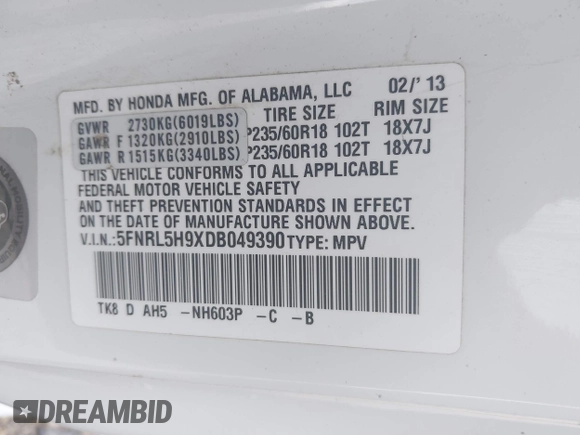 MFD. BY HONDA MFG. OF ALABAMA, LLC 02/'13
TIRE SIZE RIM SIZE
GVWR 2730KG(6019LBS)
GAWR F 1320KG(2910LBS) P235/60R18 102T 18X7J
GAWR R 1515KG(3340LBS) P235/60R18 102T 18X7J
THIS VEHICLE CONFORMS TO ALL APPLICABLE
FEDERAL MOTOR VEHICLE SAFETY
AND THEFT PREVENTION STANDARDS IN EFFECT
ON THE DATE OF MANUFACTURE SHOWN ABOVE.
V.I.N.:5FNRL5H9XDB049390 TYPE: MPV
TK8 D AH5 -NH603P -C -B
DREAMBID